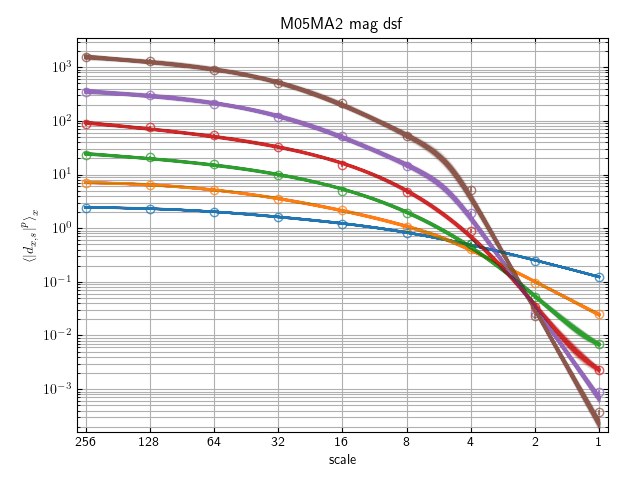 M05MA2 mag dsf
⟨|d_{x,s}|^p⟩_x
10^3
10^2
10^1
10^0
10^{-1}
10^{-2}
10^{-3}
256 128 64 32 16 8 4 2 1
scale